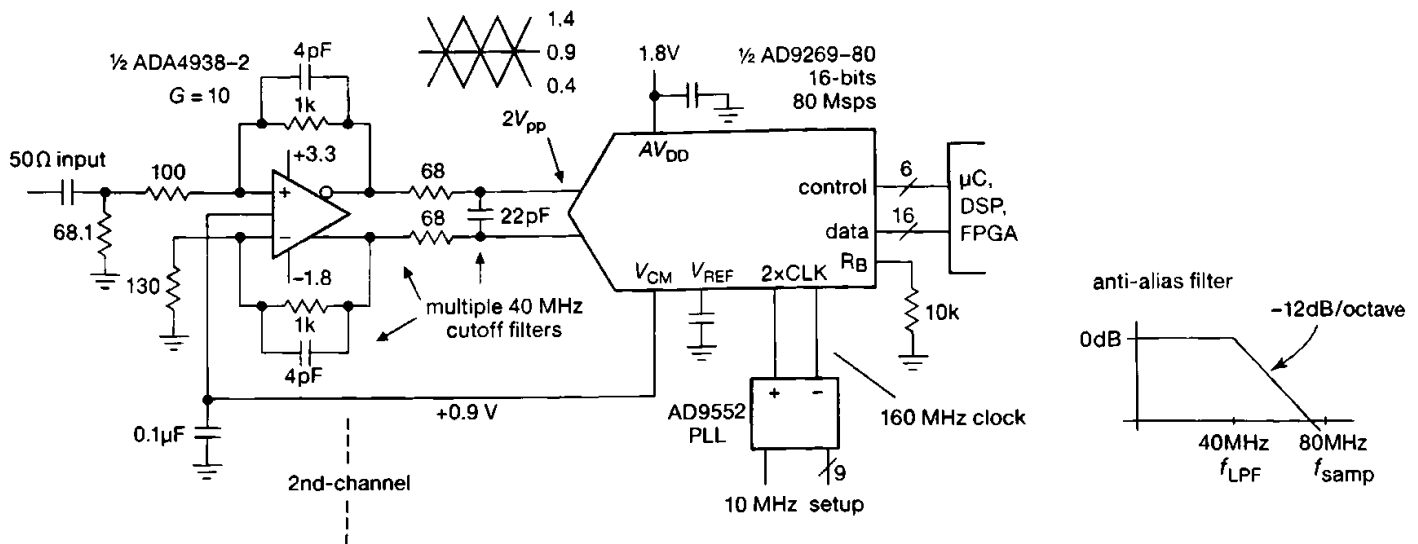 ½ ADA4938-2
G = 10
4pF
1k
50Ω input
100
68.1
130
+3.3
-1.8
+
-
1k
4pF
68
68
22pF
multiple 40 MHz
cutoff filters
+0.9 V
0.1µF
2nd-channel
1.4
0.9
0.4
2Vpp
1.8V
½ AD9269-80
16-bits
80 Msps
AVDD
control
data
RB
VCM
VREF
2×CLK
6
16
µC,
DSP,
FPGA
10k
+ -
AD9552
PLL
160 MHz clock
9
10 MHz setup
anti-alias filter
-12dB/octave
0dB
40MHz
fLPF
80MHz
fsamp